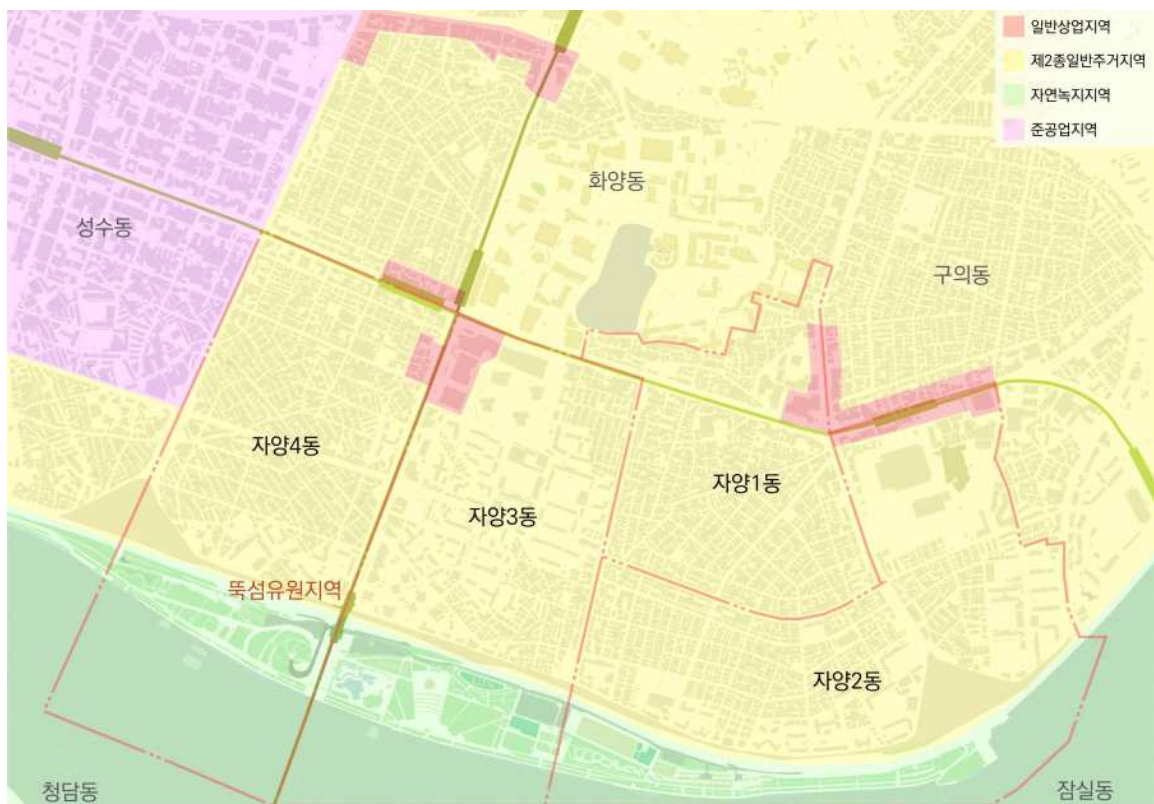 일반상업지역
제2종일반주거지역
자연녹지지역
준공업지역
화양동
성수동
구의동
자양4동
자양1동
자양3동
뚝섬유원지역
자양2동
청담동
잠실동